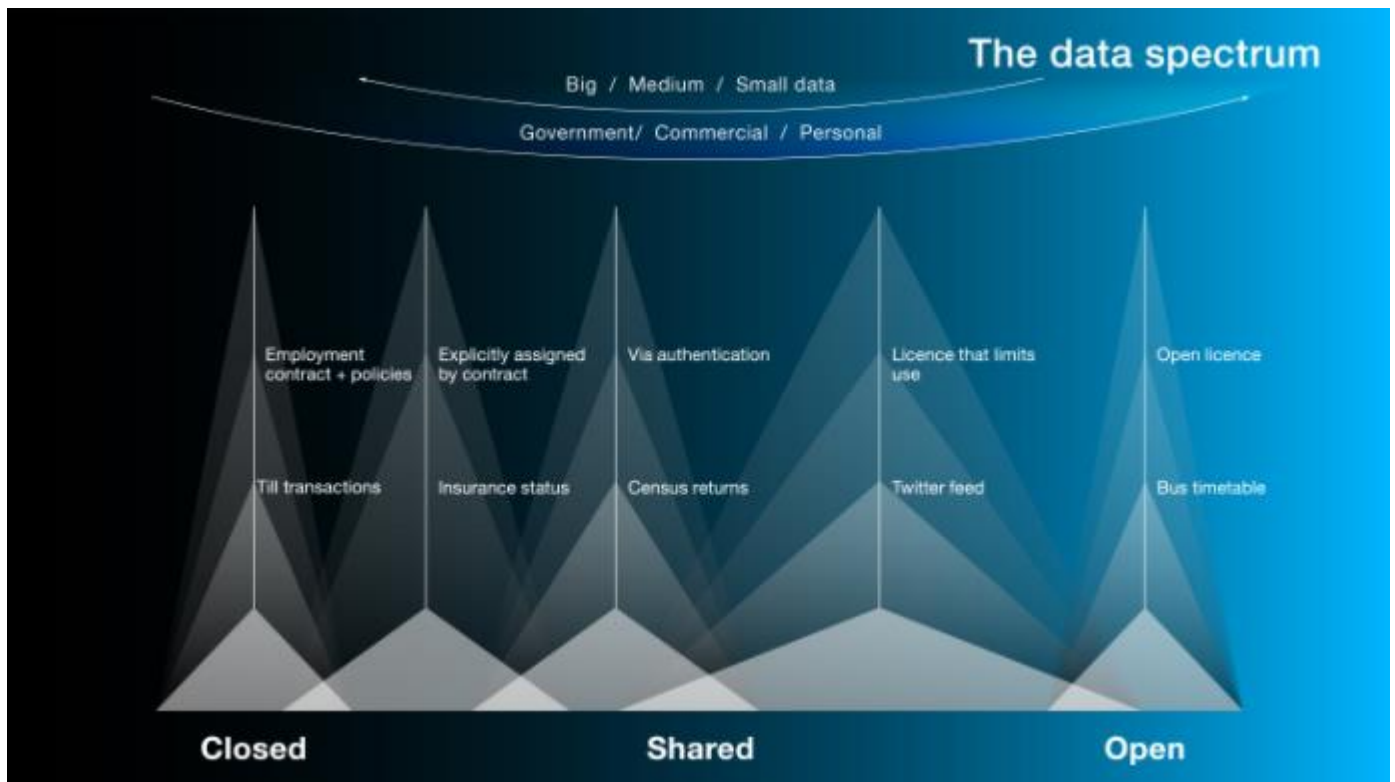 The data spectrum
Big / Medium / Small data
Government/ Commercial / Personal
Employment
contract + policies
Explicitly assigned
by contract
Via authentication
Licence that limits
use
Open licence
Till transactions
Insurance status
Census returns
Twitter feed
Bus timetable
Closed
Shared
Open